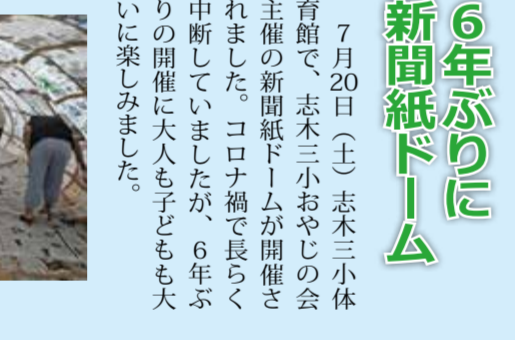 6年ぶりに
新聞紙ドーム
7月20日（土）志木三小体
育館で、志木三小おやじの会
主催の新聞紙ドームが開催さ
れました。コロナ禍で長らく
中断していましたが、6年ぶ
りの開催に大人も子どもも大
いに楽しみました。